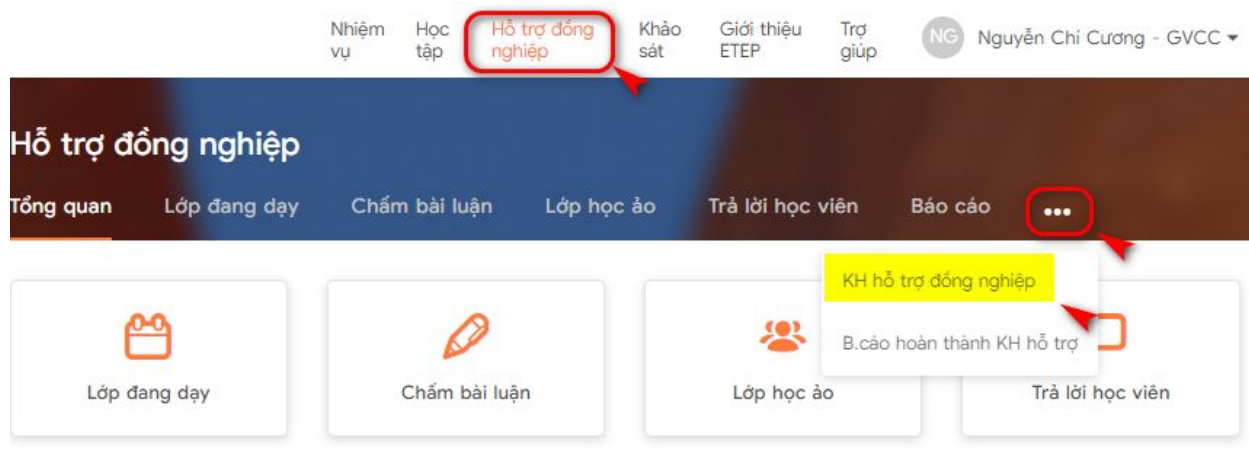 Nhiệm vụ
Học tập
Hỗ trợ đồng nghiệp
Khảo sát
Giới thiệu ETEP
Trợ giúp
NG Nguyễn Chí Cương - GVCC
Hỗ trợ đồng nghiệp
Tổng quan Lớp đang dạy Chấm bài luận Lớp học ảo Trả lời học viên Báo cáo •••
KH hỗ trợ đồng nghiệp
B.cáo hoàn thành KH hỗ trợ
Lớp đang dạy Chấm bài luận Lớp học ảo Trả lời học viên